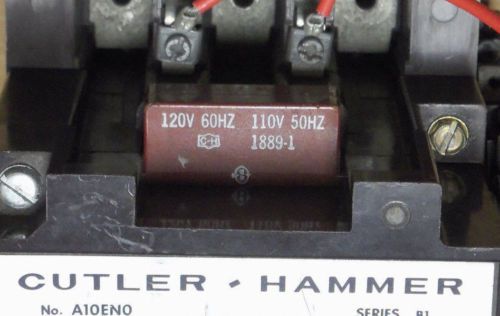 120V 60HZ 110V 50HZ
C-H 1889-1
CUTLER · HAMMER
No. A10EN0 SERIES B1